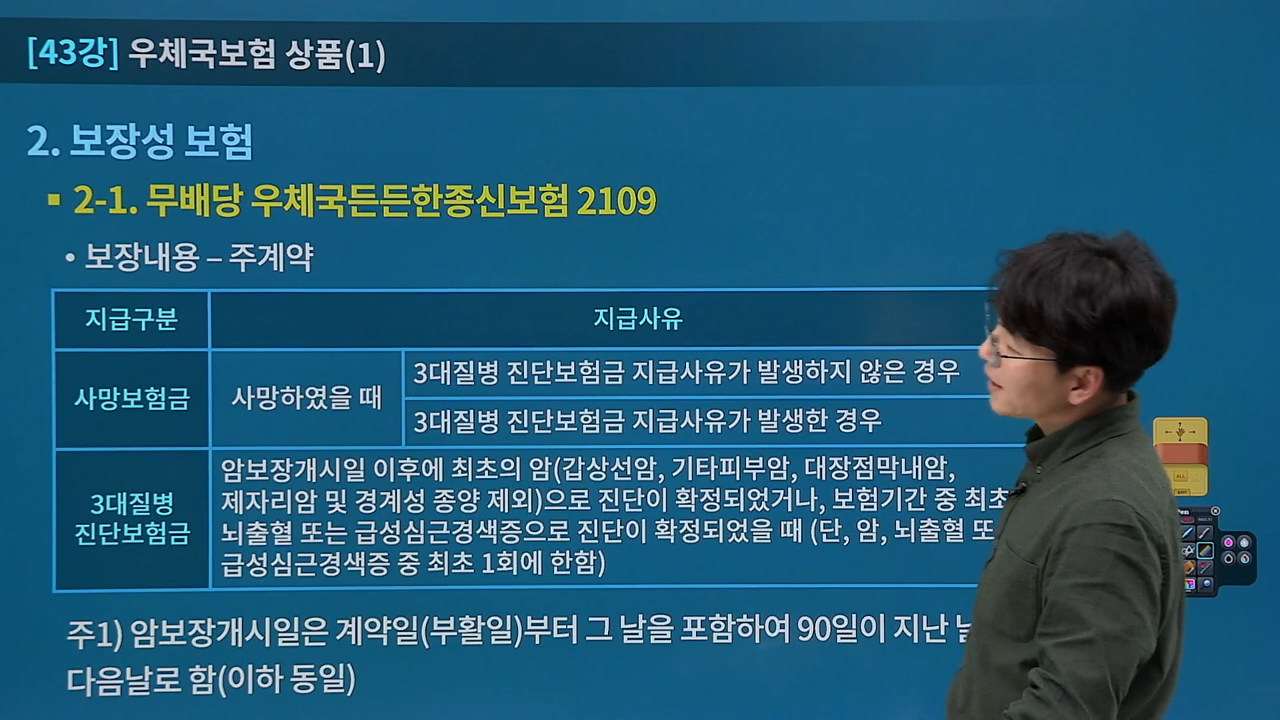 [43강] 우체국보험 상품(1)
2. 보장성 보험
▪ 2-1. 무배당 우체국든든한종신보험 2109
• 보장내용 – 주계약
지급구분
지급사유
사망보험금
사망하였을 때
3대질병 진단보험금 지급사유가 발생하지 않은 경우
3대질병 진단보험금 지급사유가 발생한 경우
3대질병
진단보험금
암보장개시일 이후에 최초의 암(갑상선암, 기타피부암, 대장점막내암,
제자리암 및 경계성 종양 제외)으로 진단이 확정되었거나, 보험기간 중 최초
뇌출혈 또는 급성심근경색증으로 진단이 확정되었을 때 (단, 암, 뇌출혈
급성심근경색증 중 최초 1회에 한함)
주1) 암보장개시일은 계약일(부활일)부터 그 날을 포함하여 90일이 지난
다음날로 함(이하 동일)